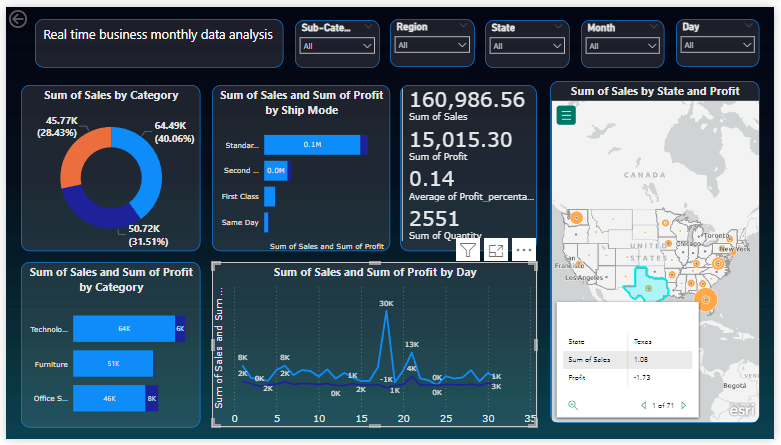 Real time business monthly data analysis
Sub-Cate...
All
Region
All
State
All
Month
All
Day
All
Sum of Sales by Category
45.77K
(28.43%)
64.49K
(40.06%)
50.72K
(31.51%)
Sum of Sales and Sum of Profit
by Ship Mode
Standar...
0.1M
Second ...
0.0M
First Class
Same Day
Sum of Sales and Sum of Profit
160,986.56
Sum of Sales
15,015.30
Sum of Profit
0.14
Average of Profit_percenta...
2551
Sum of Quantity
Sum of Sales by State and Profit
CANADA
UNITED
STATES
Toronto
Chicago
New York
San
Francisco
Los Angeles
Bogotá
esri
State
Texas
Sum of Sales
1.08
Profit
-1.73
1 of 71
Sum of Sales and Sum of Profit
by Category
Technolo...
64K
6K
Furniture
51K
Office S...
46K
8K
Sum of Sales and Sum of Profit by Day
Sum of Sales and Sum ...
8K
2K
0K
8K
2K
0K
1K
2K
30K
-1K
1K
13K
4K
0K
0K
1K
3K
0
5
10
15
20
25
30
35